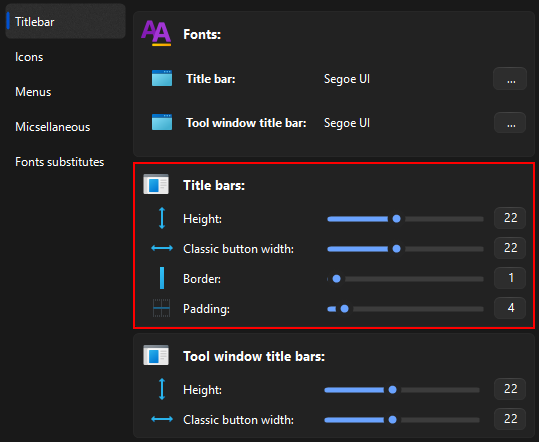 Titlebar
Icons
Menus
Micsellaneous
Fonts substitutes
AA Fonts:
Title bar: Segoe UI ...
Tool window title bar: Segoe UI ...
Title bars:
Height: 22
Classic button width: 22
Border: 1
Padding: 4
Tool window title bars:
Height: 22
Classic button width: 22